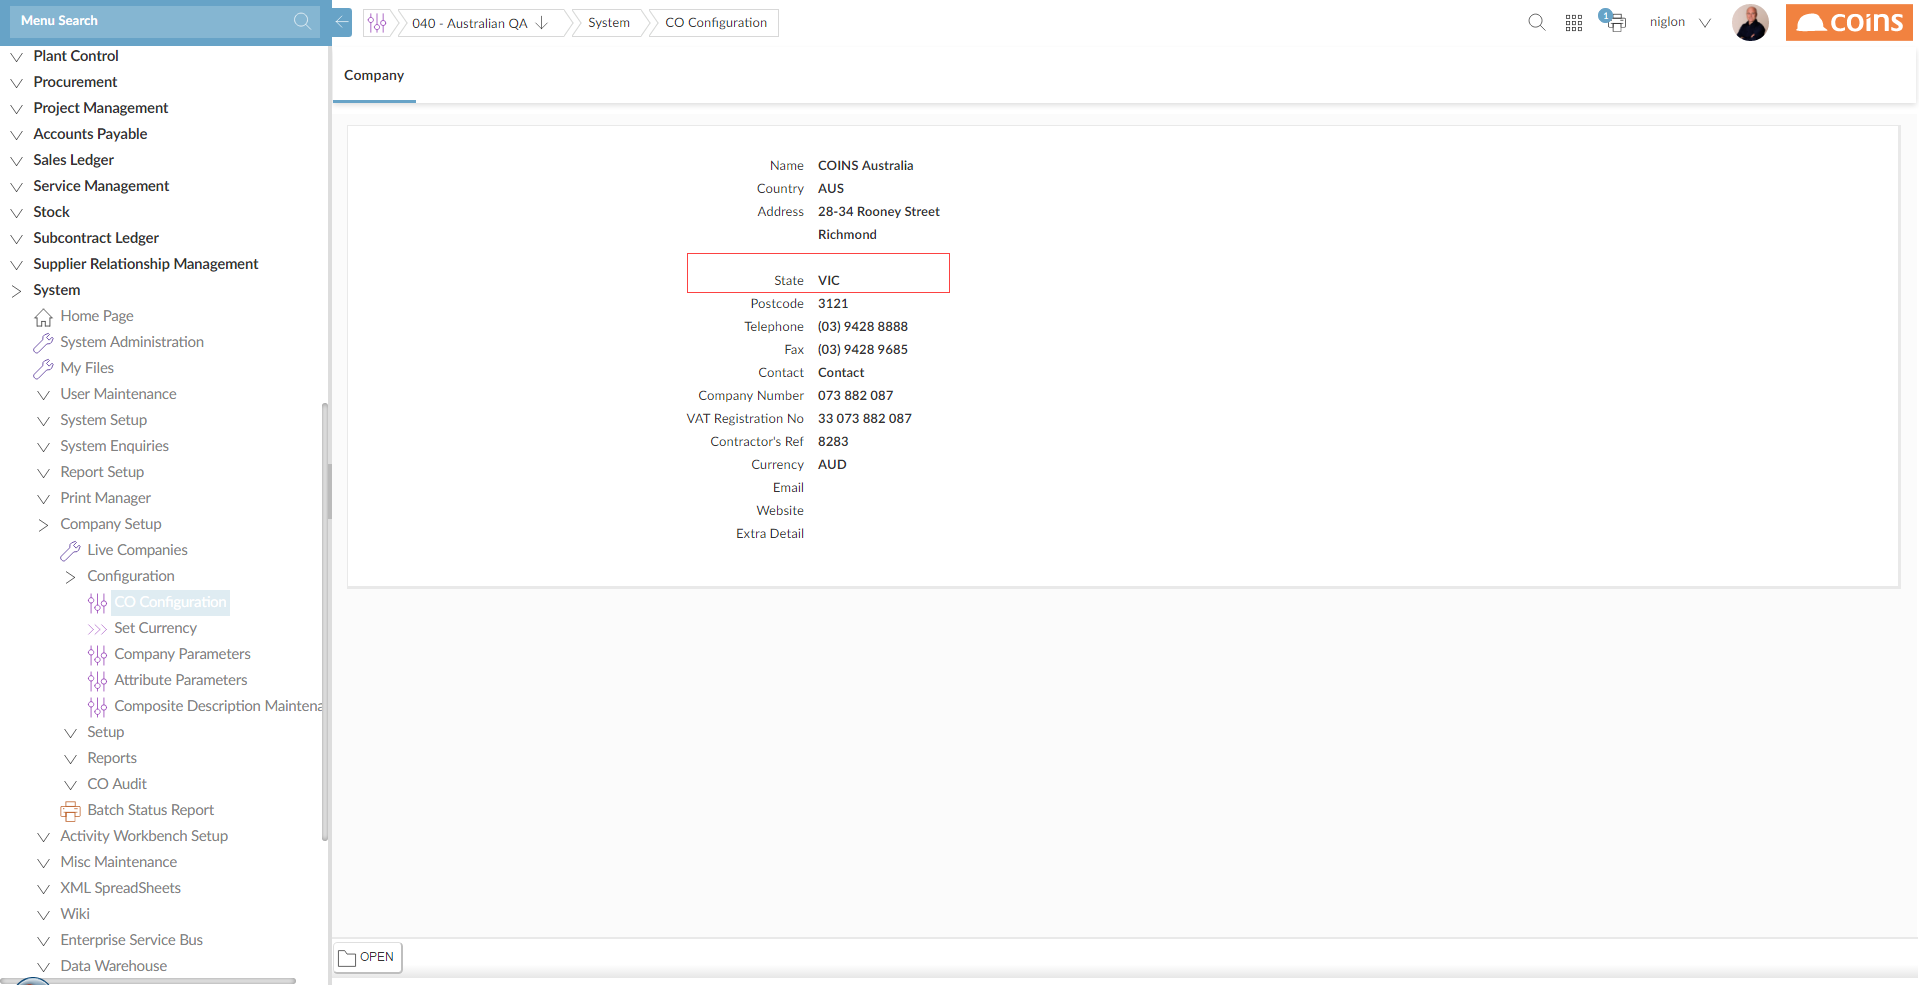 Menu Search
040 - Australian QA
System
CO Configuration
1
niglon
coins
Plant Control
Procurement
Project Management
Accounts Payable
Sales Ledger
Service Management
Stock
Subcontract Ledger
Supplier Relationship Management
System
Home Page
System Administration
My Files
User Maintenance
System Setup
System Enquiries
Report Setup
Print Manager
Company Setup
Live Companies
Configuration
CO Configuration
Set Currency
Company Parameters
Attribute Parameters
Composite Description Maintena
Setup
Reports
CO Audit
Batch Status Report
Activity Workbench Setup
Misc Maintenance
XML SpreadSheets
Wiki
Enterprise Service Bus
Data Warehouse
Company
Name COINS Australia
Country AUS
Address 28-34 Rooney Street
Richmond
State VIC
Postcode 3121
Telephone (03) 9428 8888
Fax (03) 9428 9685
Contact Contact
Company Number 073 882 087
VAT Registration No 33 073 882 087
Contractor's Ref 8283
Currency AUD
Email
Website
Extra Detail
OPEN